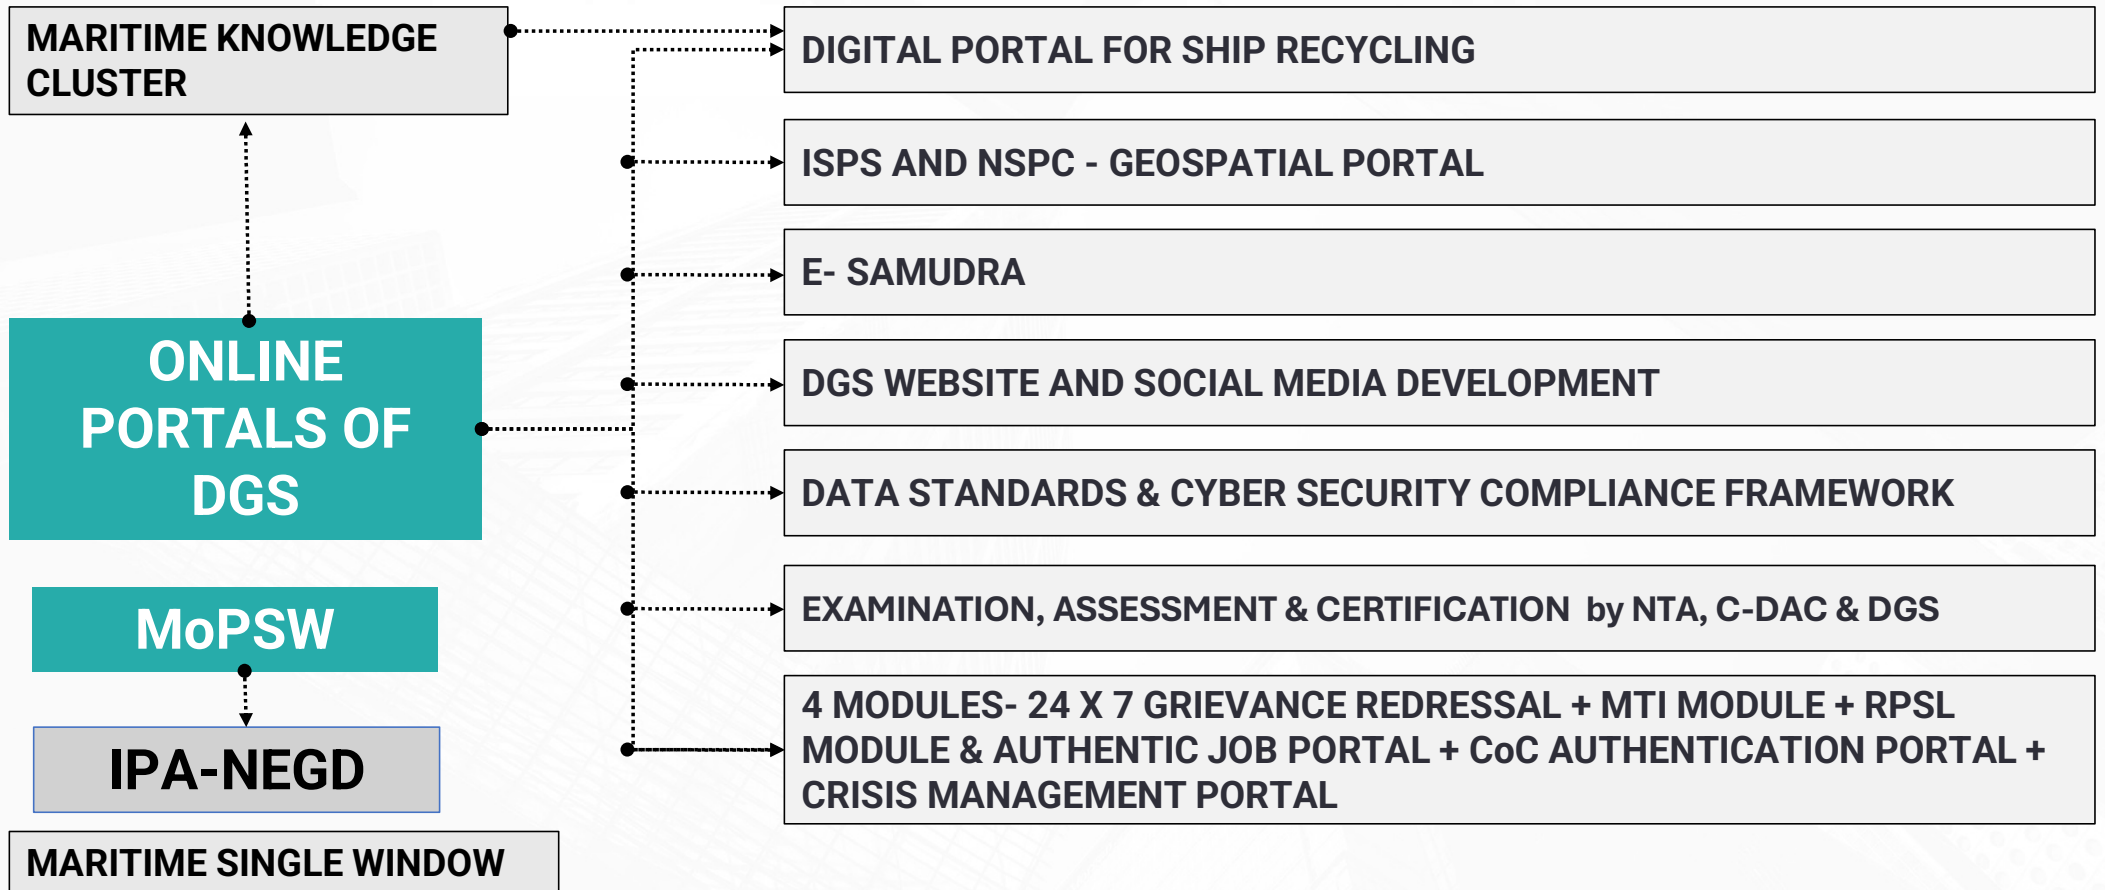 MARITIME KNOWLEDGE
CLUSTER
ONLINE
PORTALS OF
DGS
MoPSW
IPA-NEGD
MARITIME SINGLE WINDOW
DIGITAL PORTAL FOR SHIP RECYCLING
ISPS AND NSPC - GEOSPATIAL PORTAL
E- SAMUDRA
DGS WEBSITE AND SOCIAL MEDIA DEVELOPMENT
DATA STANDARDS & CYBER SECURITY COMPLIANCE FRAMEWORK
EXAMINATION, ASSESSMENT & CERTIFICATION by NTA, C-DAC & DGS
4 MODULES- 24 X 7 GRIEVANCE REDRESSAL + MTI MODULE + RPSL
MODULE & AUTHENTIC JOB PORTAL + CoC AUTHENTICATION PORTAL +
CRISIS MANAGEMENT PORTAL